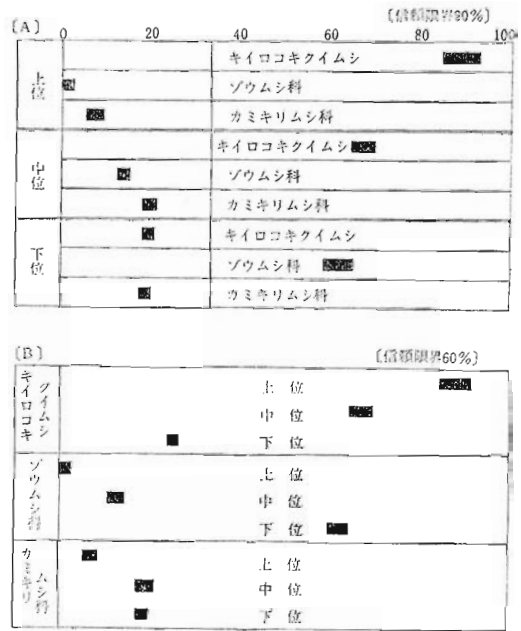 〔信頼限界90%〕
〔A〕
0 20 40 60 80 100
上位
キイロコキクイムシ
ゾウムシ科
カミキリムシ科
中位
キイロコキクイムシ
ゾウムシ科
カミキリムシ科
下位
キイロコキクイムシ
ゾウムシ科
カミキリムシ科
〔B〕
〔信頼限界60%〕
キイロコキクイムシ
上位
中位
下位
ゾウムシ科
上位
中位
下位
カミキリムシ科
上位
中位
下位